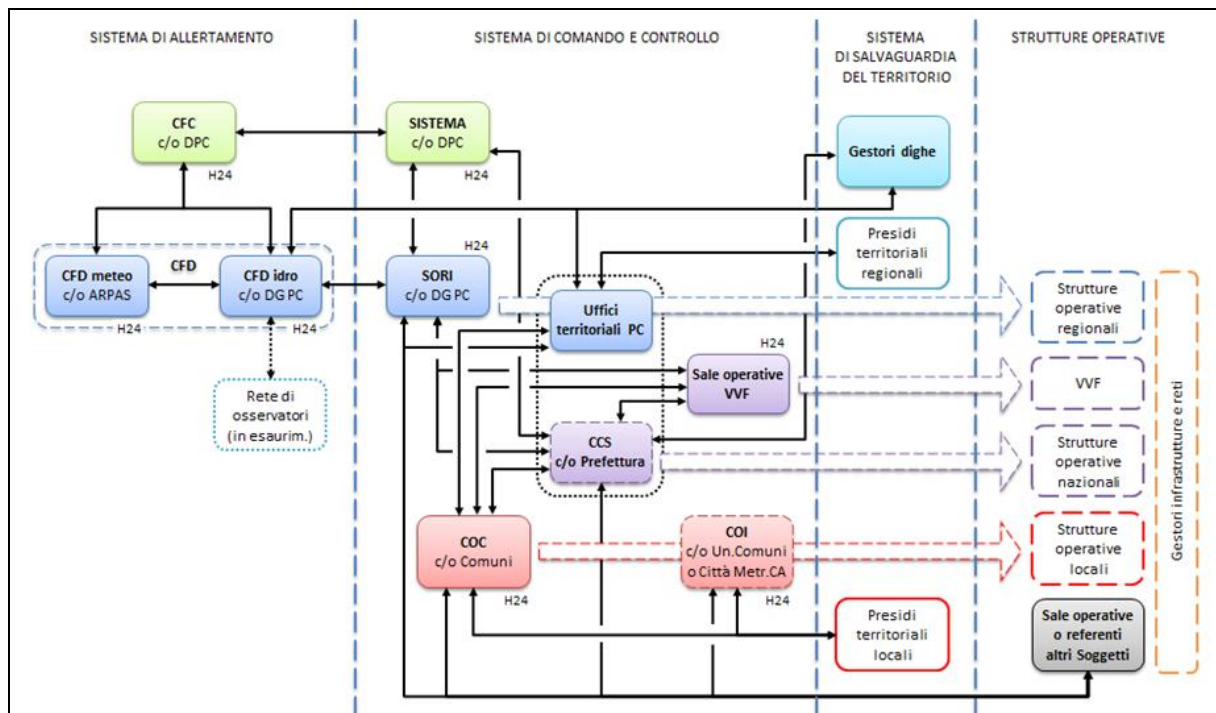 SISTEMA DI ALLERTAMENTO
SISTEMA DI COMANDO E CONTROLLO
SISTEMA
DI SALVAGUARDIA
DEL TERRITORIO
STRUTTURE OPERATIVE
CFC
c/o DPC
H24
SISTEMA
c/o DPC
H24
Gestori dighe
CFD meteo
c/o ARPAS
H24
CFD
CFD idro
c/o DG PC
H24
H24
SORI
c/o DG PC
Presidi
territoriali
regionali
Uffici
territoriali PC
Strutture
operative
regionali
Rete di
osservatori
(in esaurim.)
H24
Sale operative
VVF
VVF
CCS
c/o Prefettura
Strutture
operative
nazionali
COC
c/o Comuni
H24
COI
c/o Un.Comuni
o Città Metr.CA
H24
Strutture
operative
locali
Presidi
territoriali
locali
Sale operative
o referenti
altri Soggetti
Gestori infrastrutture e reti